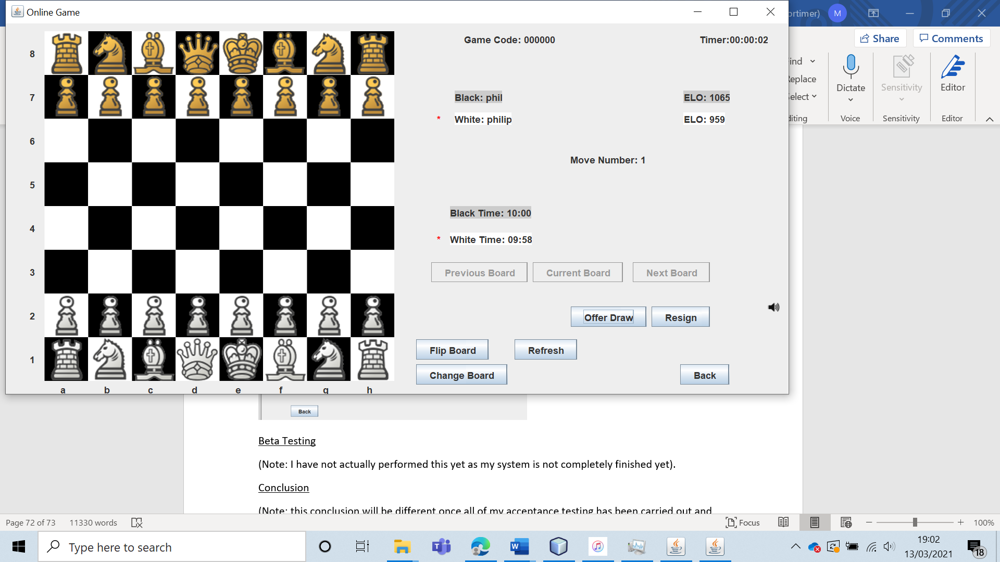 Online Game
ortimer)
M
Share
Comments
Game Code: 000000
Timer:00:00:02
8
7
6
5
4
3
2
1
a b c d e f g h
Black: phil
ELO: 1065
* White: philip
ELO: 959
Move Number: 1
Black Time: 10:00
* White Time: 09:58
Previous Board
Current Board
Next Board
Offer Draw
Resign
Flip Board
Refresh
Change Board
Back
ind
Replace
Select
diting
Dictate
Voice
Sensitivity
Sensitivity
Editor
Editor
Back
Beta Testing
(Note: I have not actually performed this yet as my system is not completely finished yet).
Conclusion
(Note: this conclusion will be different once all of my acceptance testing has been carried out and
Page 72 of 73
11330 words
Focus
100%
Type here to search
19:02
13/03/2021
18